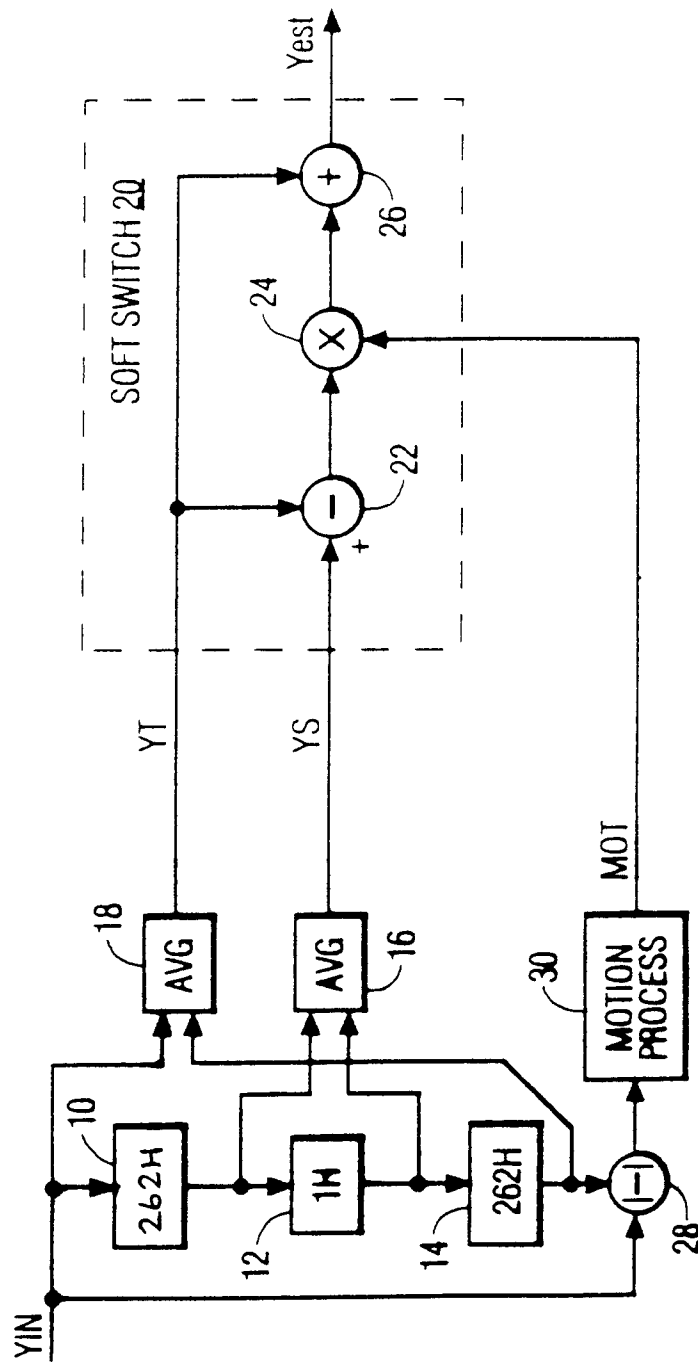 YIN
10
262H
12
1H
14
262H
28
|−|
18
AVG
16
AVG
30
MOTION
PROCESS
YT
YS
MOT
SOFT SWITCH 20
22
−
+
24
X
26
+
Yest